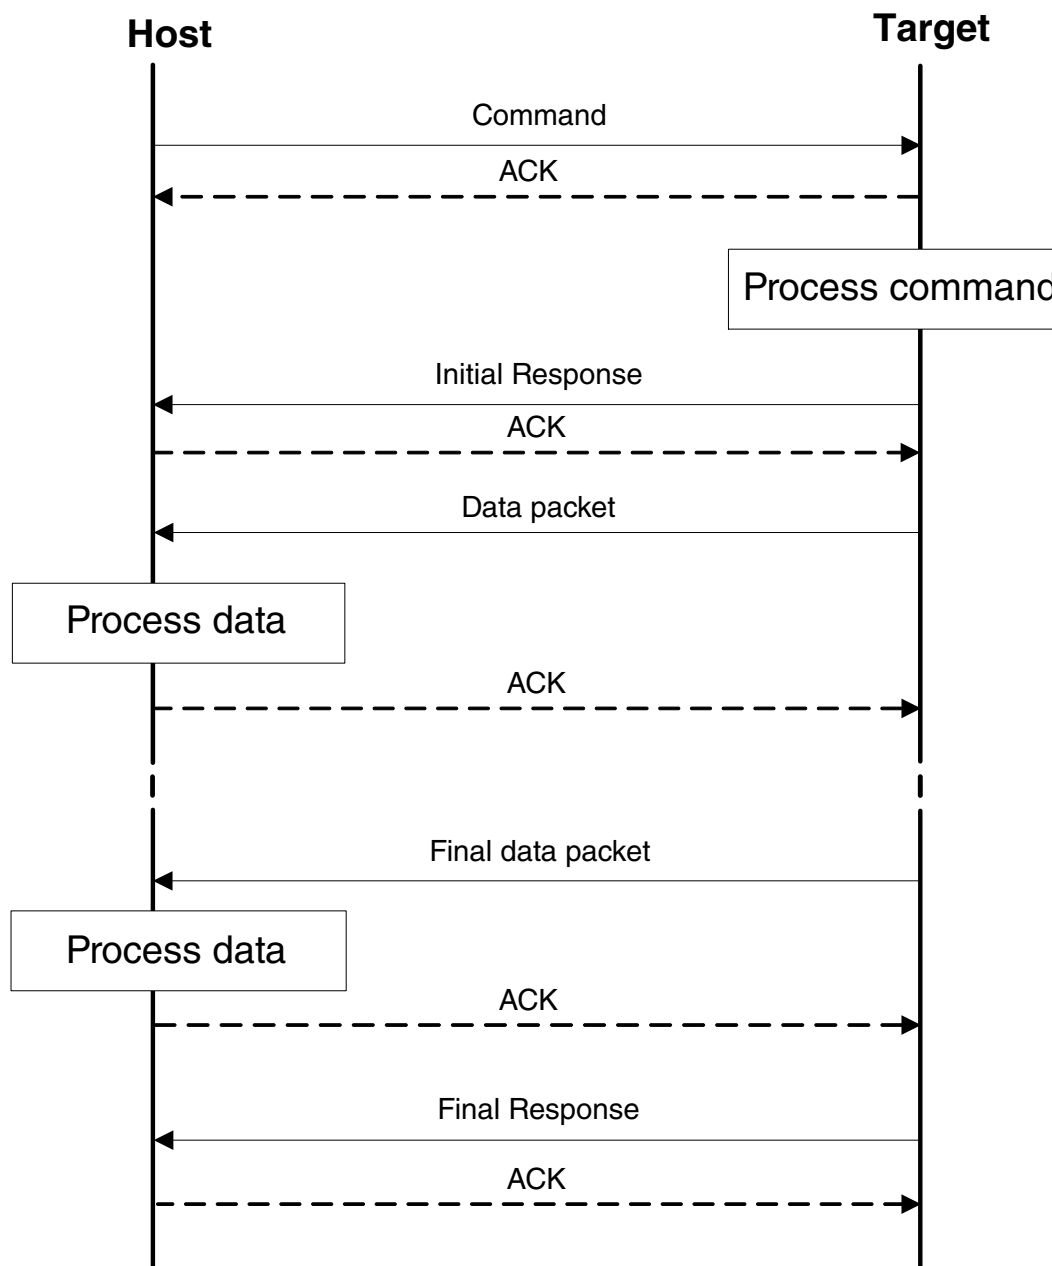 Host
Target
Command
ACK
Process command
Initial Response
ACK
Data packet
Process data
ACK
Final data packet
Process data
ACK
Final Response
ACK